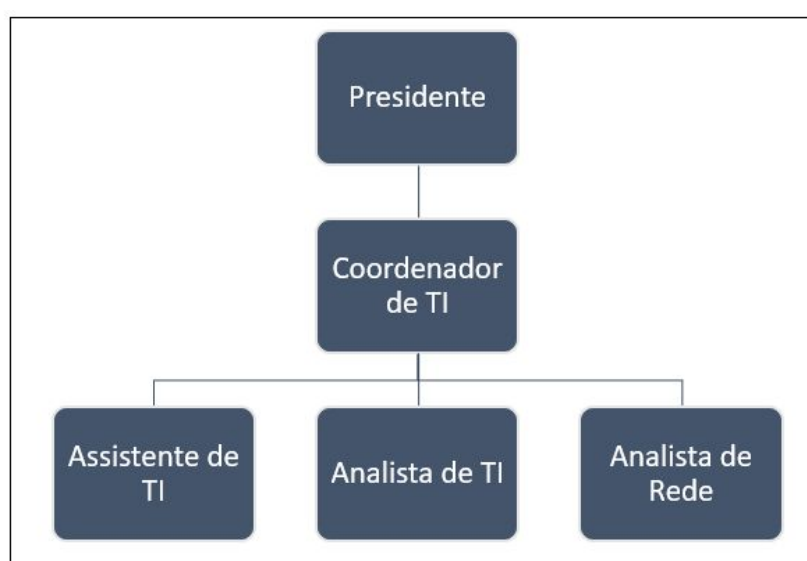 Presidente
Coordenador
de TI
Assistente de
TI
Analista de TI
Analista de
Rede